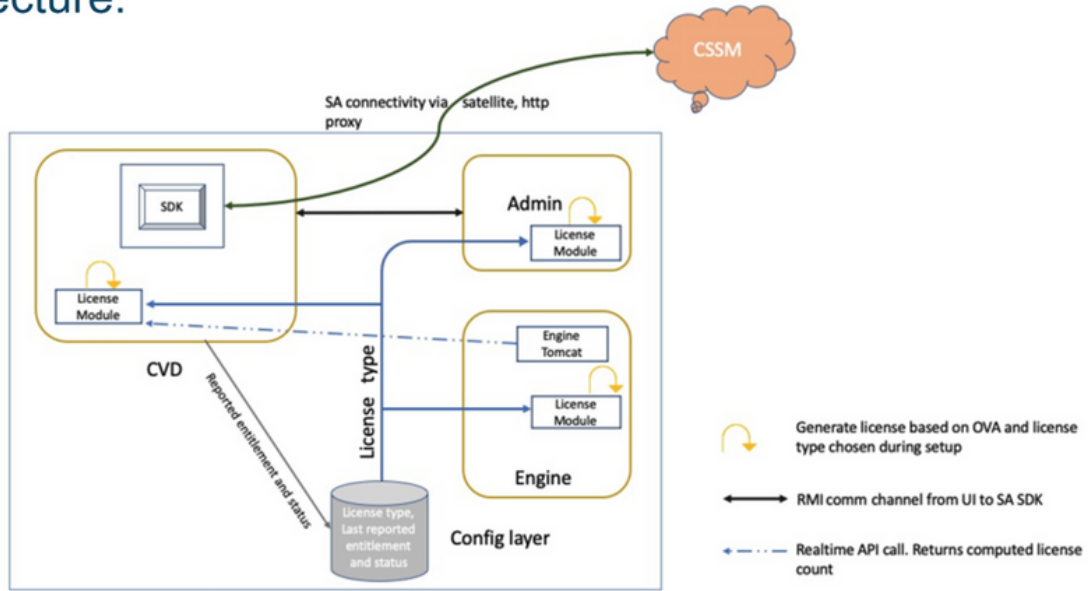 cture:
CSSM
SA connectivity via satellite, http
proxy
SDK
Admin
License
Module
License
Module
Engine
Tomcat
CVD
License type
Reported entitlement and status
License
Module
Engine
License type,
Last reported
entitlement
and status
Config layer
Generate license based on OVA and license
type chosen during setup
RMI comm channel from UI to SA SDK
Realtime API call. Returns computed license
count